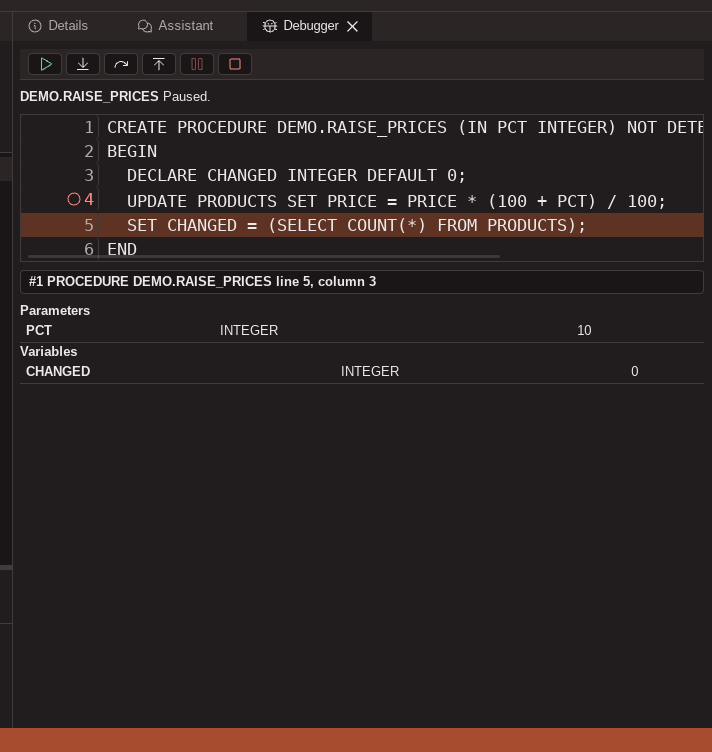 Details Assistant Debugger
DEMO.RAISE_PRICES Paused.
1 CREATE PROCEDURE DEMO.RAISE_PRICES (IN PCT INTEGER) NOT DETE
2 BEGIN
3 DECLARE CHANGED INTEGER DEFAULT 0;
4 UPDATE PRODUCTS SET PRICE = PRICE * (100 + PCT) / 100;
5 SET CHANGED = (SELECT COUNT(*) FROM PRODUCTS);
6 END
#1 PROCEDURE DEMO.RAISE_PRICES line 5, column 3
Parameters
PCT INTEGER 10
Variables
CHANGED INTEGER 0